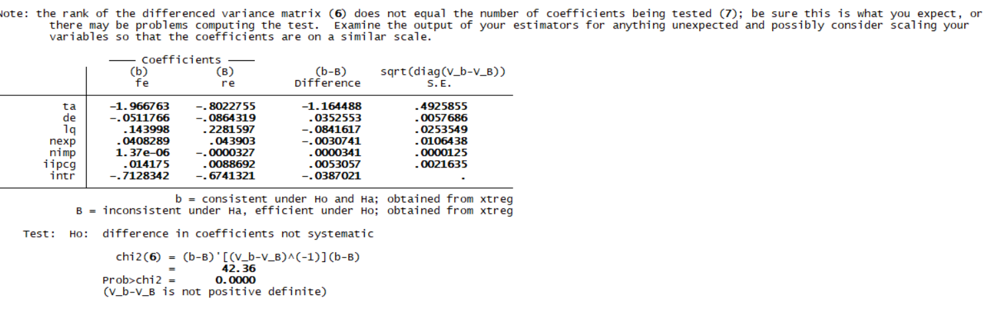 Note: the rank of the differenced variance matrix (6) does not equal the number of coefficients being tested (7); be sure this is what you expect, or
there may be problems computing the test. Examine the output of your estimators for anything unexpected and possibly consider scaling your
variables so that the coefficients are on a similar scale.
Coefficients
(b) (B) (b-B) sqrt(diag(V_b-V_B))
fe re Difference S.E.
ta -1.966763 -.8022755 -1.164488 .4925855
de -.0511766 -.0864319 .0352553 .0057686
lq .143998 .2281597 -.0841617 .0253549
nexp .0408289 .043903 -.0030741 .0106438
nimp 1.37e-06 -.0000327 .0000341 .0000125
iipcg .014175 .0088692 .0053057 .0021635
intr -.7128342 -.6741321 -.0387021 .
b = consistent under Ho and Ha; obtained from xtreg
B = inconsistent under Ha, efficient under Ho; obtained from xtreg
Test: Ho: difference in coefficients not systematic
chi2(6) = (b-B)'[(V_b-V_B)^(-1)](b-B)
= 42.36
Prob>chi2 = 0.0000
(V_b-V_B is not positive definite)